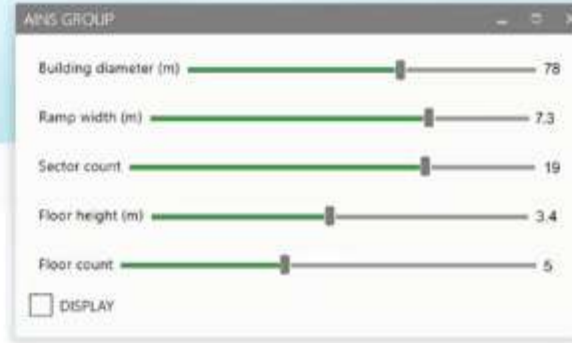 AINS GROUP
Building diameter (m) 78
Ramp width (m) 7.3
Sector count 19
Floor height (m) 3.4
Floor count 5
DISPLAY